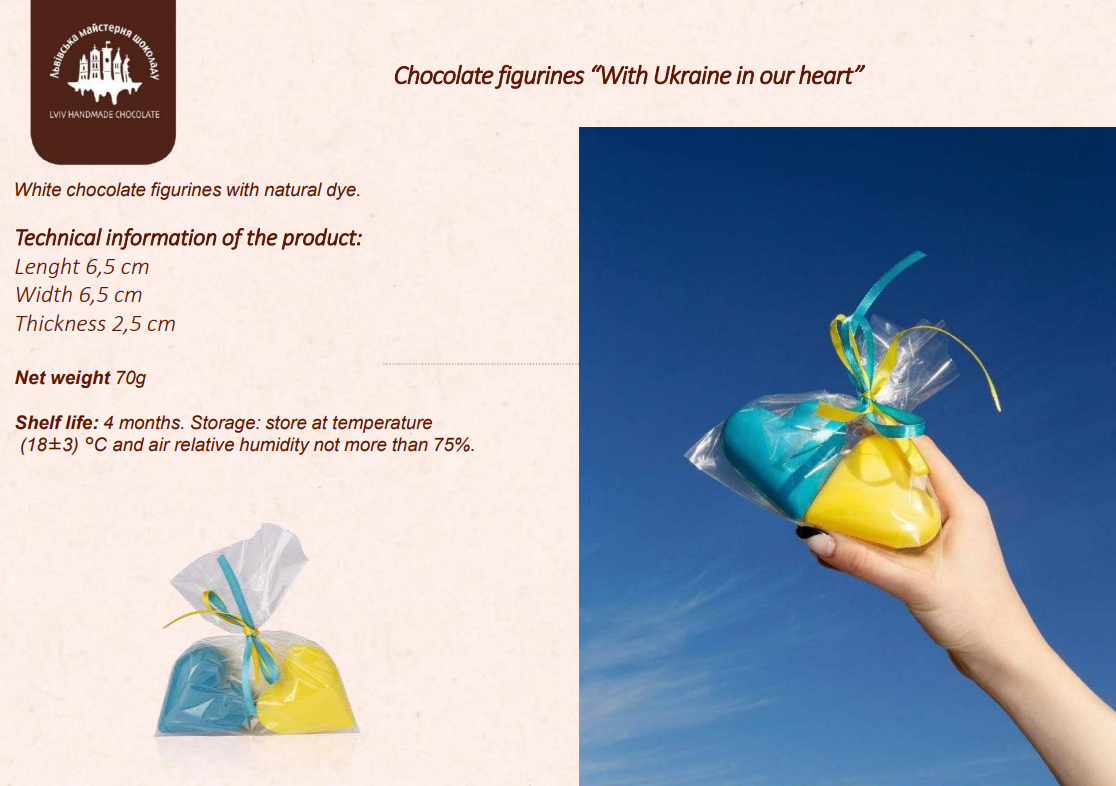 Львівська майстерня шоколаду
LVIV HANDMADE CHOCOLATE
Chocolate figurines “With Ukraine in our heart”
White chocolate figurines with natural dye.
Technical information of the product:
Lenght 6,5 cm
Width 6,5 cm
Thickness 2,5 cm
Net weight 70g
Shelf life: 4 months. Storage: store at temperature
(18±3) °C and air relative humidity not more than 75%.